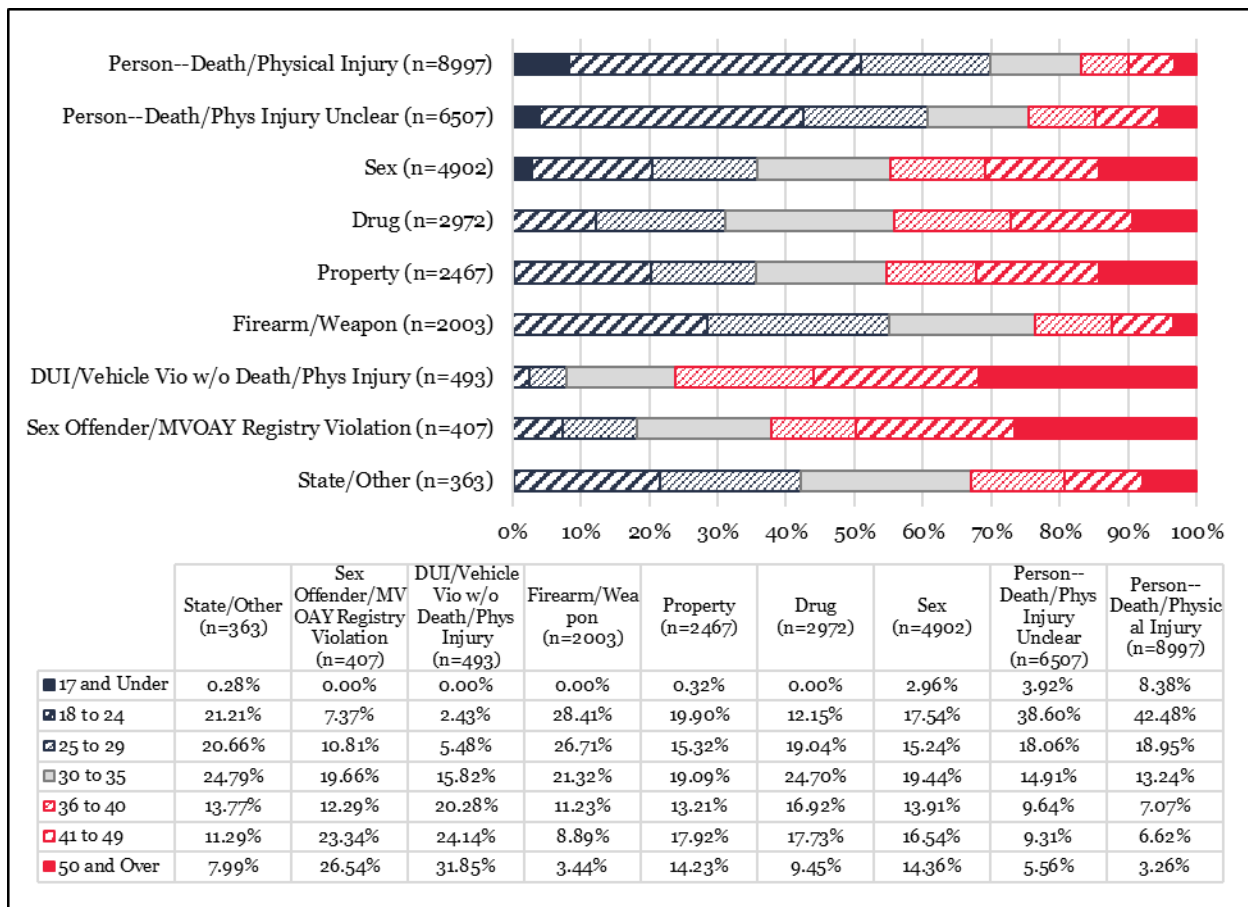 Person--Death/Physical Injury (n=8997)
Person--Death/Phys Injury Unclear (n=6507)
Sex (n=4902)
Drug (n=2972)
Property (n=2467)
Firearm/Weapon (n=2003)
DUI/Vehicle Vio w/o Death/Phys Injury (n=493)
Sex Offender/MVOAY Registry Violation (n=407)
State/Other (n=363)
0% 10% 20% 30% 40% 50% 60% 70% 80% 90% 100%
State/Other
(n=363)
Sex
Offender/MV
OAY Registry
Violation
(n=407)
DUI/Vehicle
Vio w/o
Death/Phys
Injury
(n=493)
Firearm/Wea
pon
(n=2003)
Property
(n=2467)
Drug
(n=2972)
Sex
(n=4902)
Person--
Death/Phys
Injury
Unclear
(n=6507)
Person--
Death/Physic
al Injury
(n=8997)
17 and Under 0.28% 0.00% 0.00% 0.00% 0.32% 0.00% 2.96% 3.92% 8.38%
18 to 24 21.21% 7.37% 2.43% 28.41% 19.90% 12.15% 17.54% 38.60% 42.48%
25 to 29 20.66% 10.81% 5.48% 26.71% 15.32% 19.04% 15.24% 18.06% 18.95%
30 to 35 24.79% 19.66% 15.82% 21.32% 19.09% 24.70% 19.44% 14.91% 13.24%
36 to 40 13.77% 12.29% 20.28% 11.23% 13.21% 16.92% 13.91% 9.64% 7.07%
41 to 49 11.29% 23.34% 24.14% 8.89% 17.92% 17.73% 16.54% 9.31% 6.62%
50 and Over 7.99% 26.54% 31.85% 3.44% 14.23% 9.45% 14.36% 5.56% 3.26%